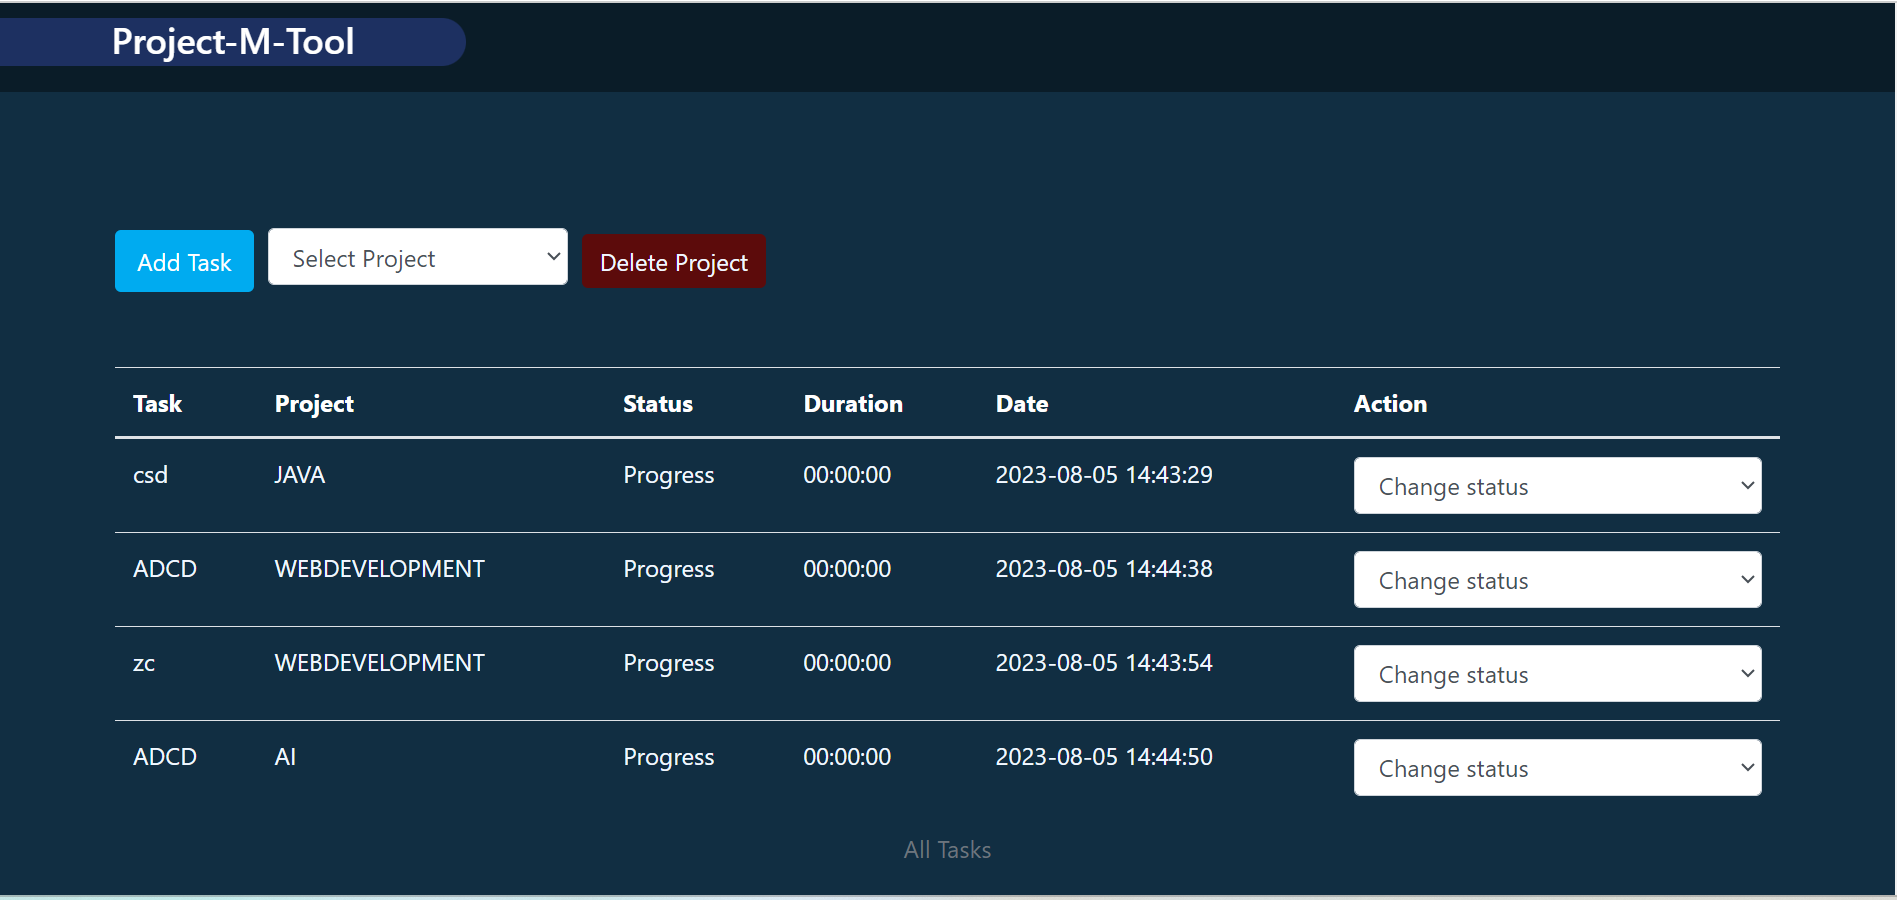 Project-M-Tool
Add Task Select Project Delete Project
Task Project Status Duration Date Action
csd JAVA Progress 00:00:00 2023-08-05 14:43:29 Change status
ADCD WEBDEVELOPMENT Progress 00:00:00 2023-08-05 14:44:38 Change status
zc WEBDEVELOPMENT Progress 00:00:00 2023-08-05 14:43:54 Change status
ADCD AI Progress 00:00:00 2023-08-05 14:44:50 Change status
All Tasks